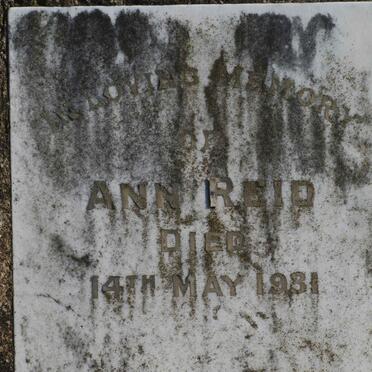 IN LOVING MEMORY
OF
ANN REID
DIED
14TH MAY 1931